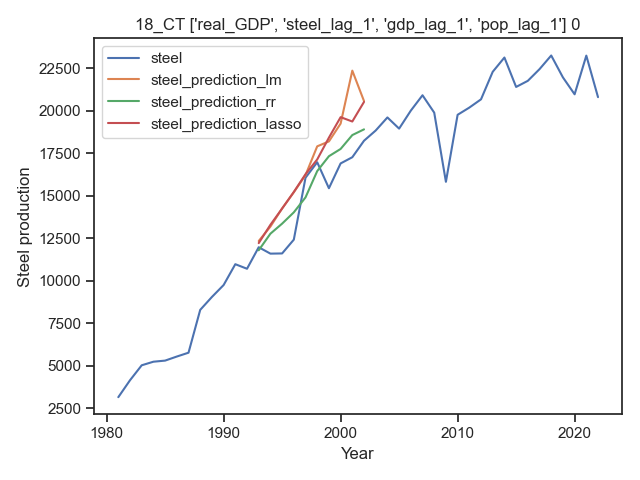 18_CT ['real_GDP', 'steel_lag_1', 'gdp_lag_1', 'pop_lag_1'] 0
steel
steel_prediction_lm
steel_prediction_rr
steel_prediction_lasso
Steel production
22500
20000
17500
15000
12500
10000
7500
5000
2500
1980
1990
2000
2010
2020
Year